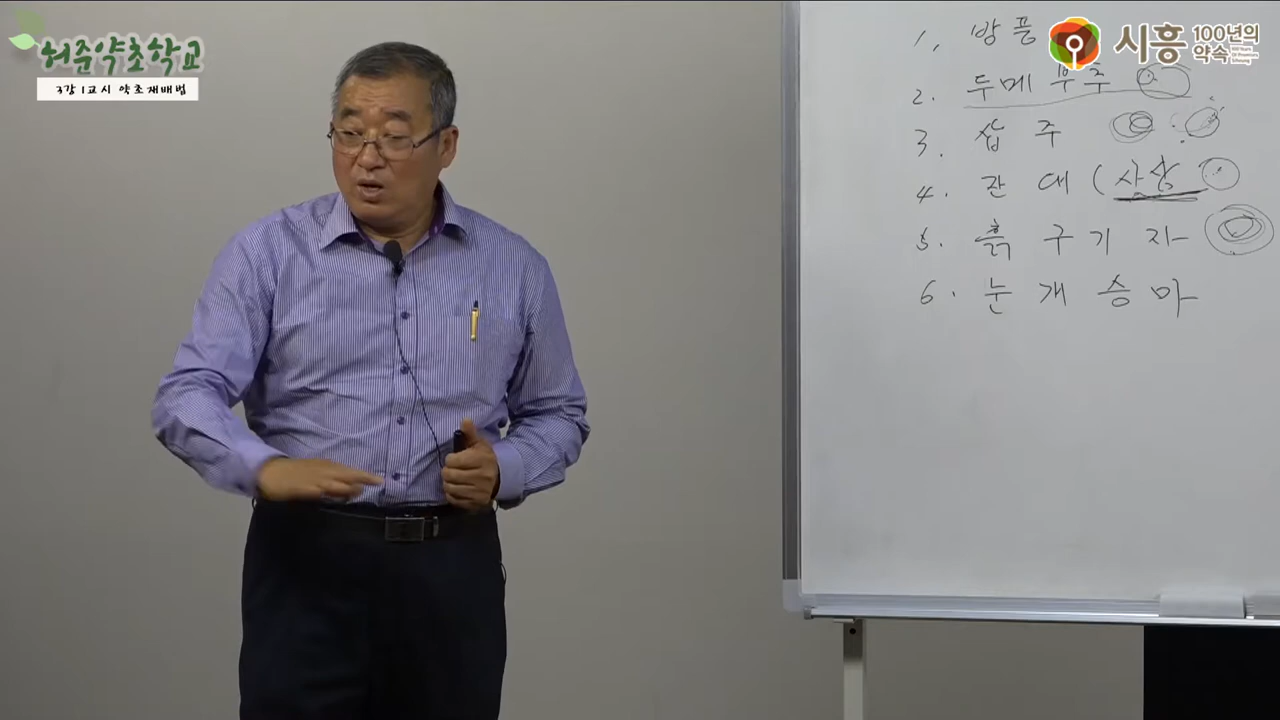 허준약초학교
3강 1교시 약초재배법
시흥 100년의 약속
1. 방풍
2. 두메부추
3. 삽주
4. 잔대 (사삼
5. 흙구기자
6. 눈개승마